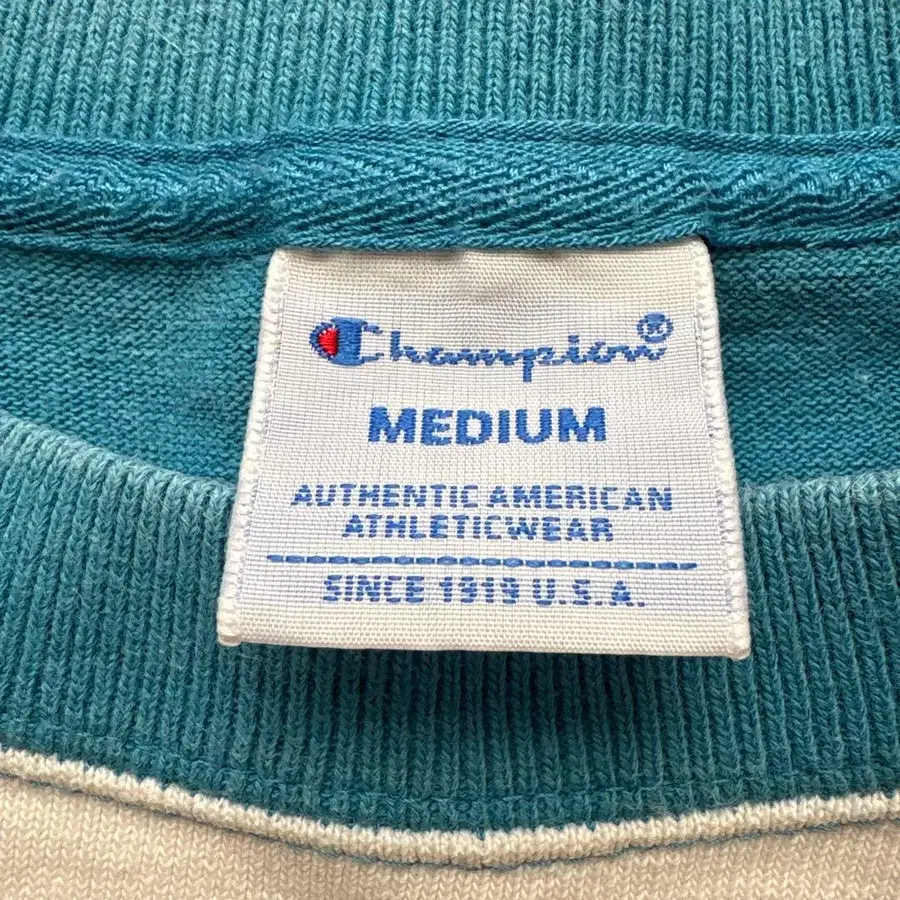 Champion®
MEDIUM
AUTHENTIC AMERICAN
ATHLETICWEAR
SINCE 1919 U.S.A.